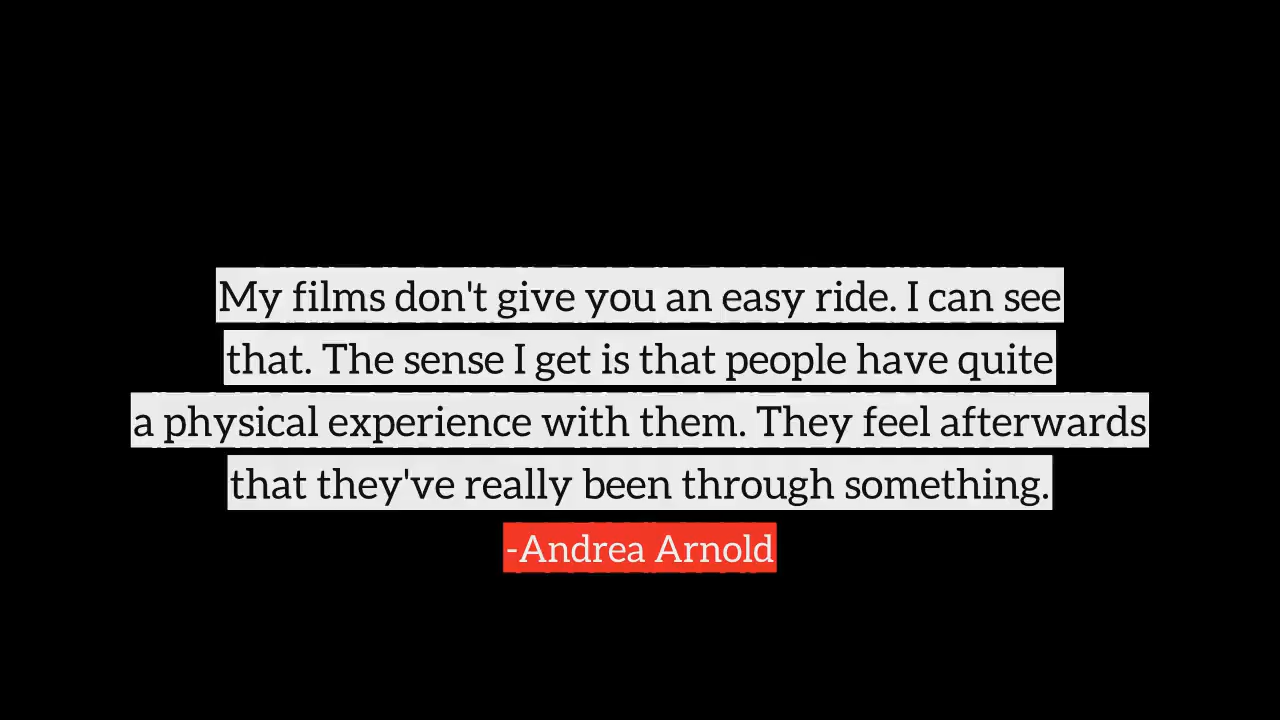 My films don't give you an easy ride. I can see
that. The sense I get is that people have quite
a physical experience with them. They feel afterwards
that they've really been through something.
-Andrea Arnold